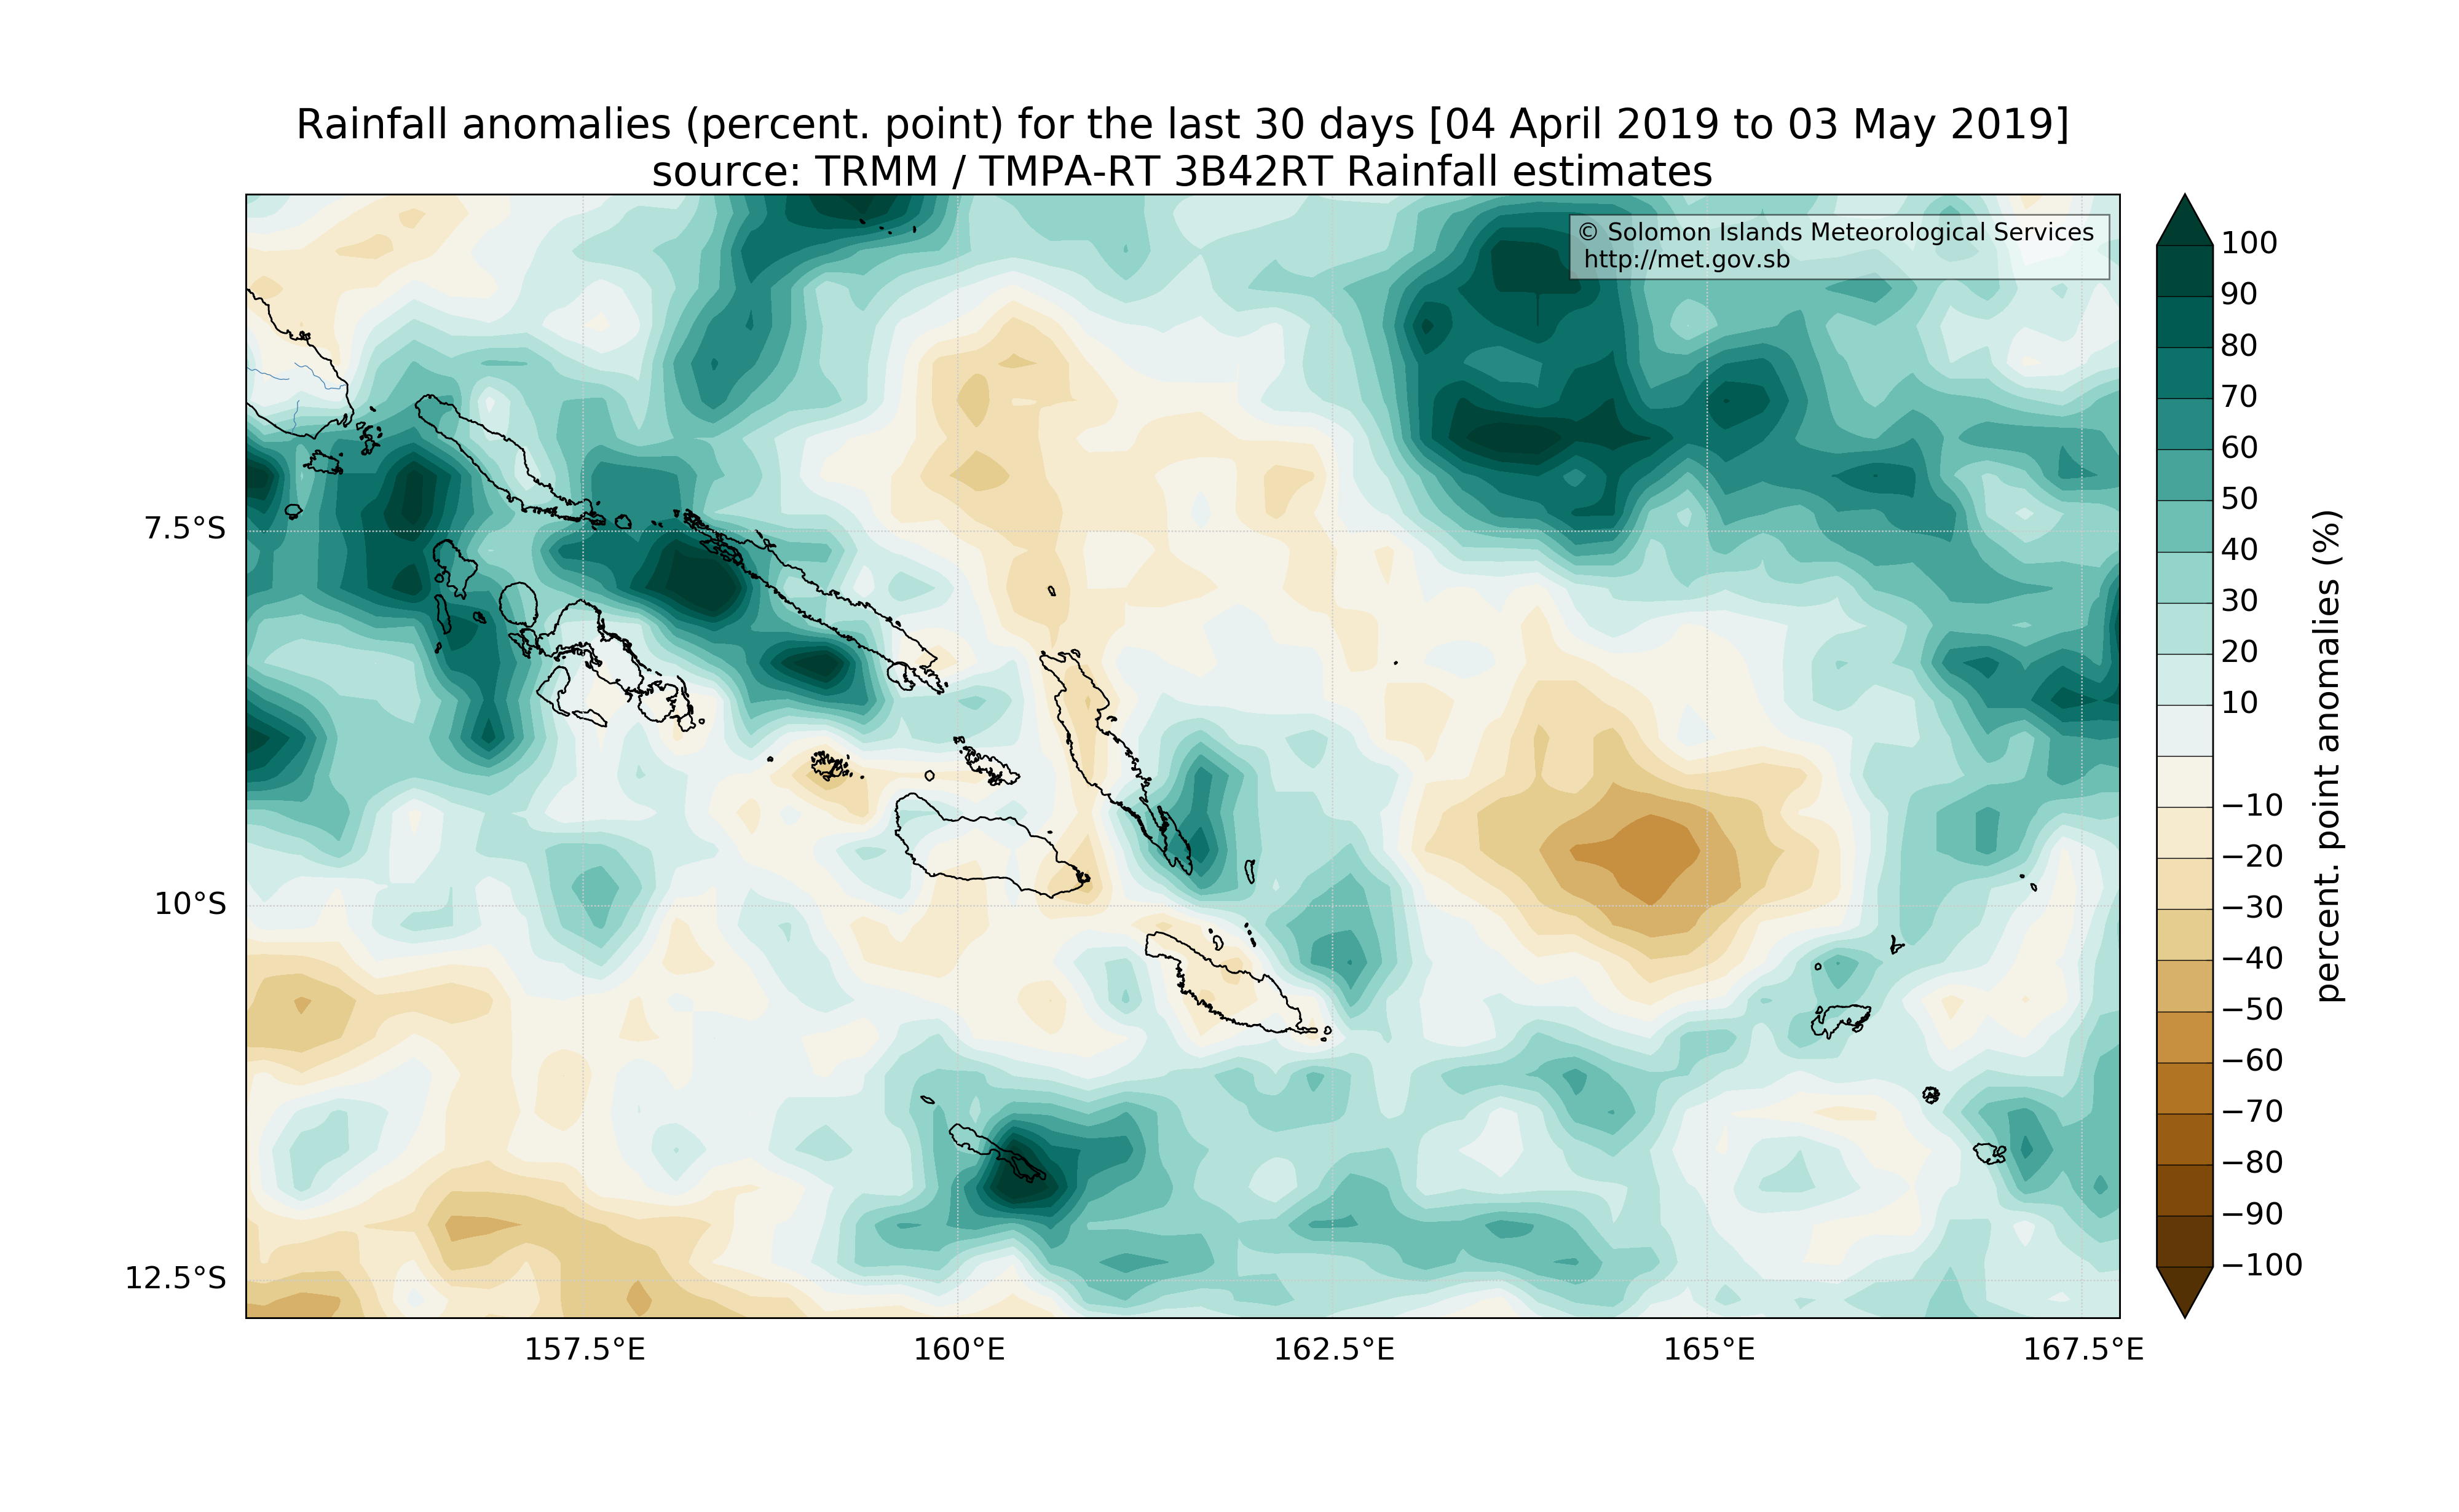 Rainfall anomalies (percent. point) for the last 30 days [04 April 2019 to 03 May 2019]
source: TRMM / TMPA-RT 3B42RT Rainfall estimates
© Solomon Islands Meteorological Services
http://met.gov.sb
7.5°S
10°S
12.5°S
157.5°E
160°E
162.5°E
165°E
167.5°E
100
90
80
70
60
50
40
30
20
10
−10
−20
−30
−40
−50
−60
−70
−80
−90
−100
percent. point anomalies (%)